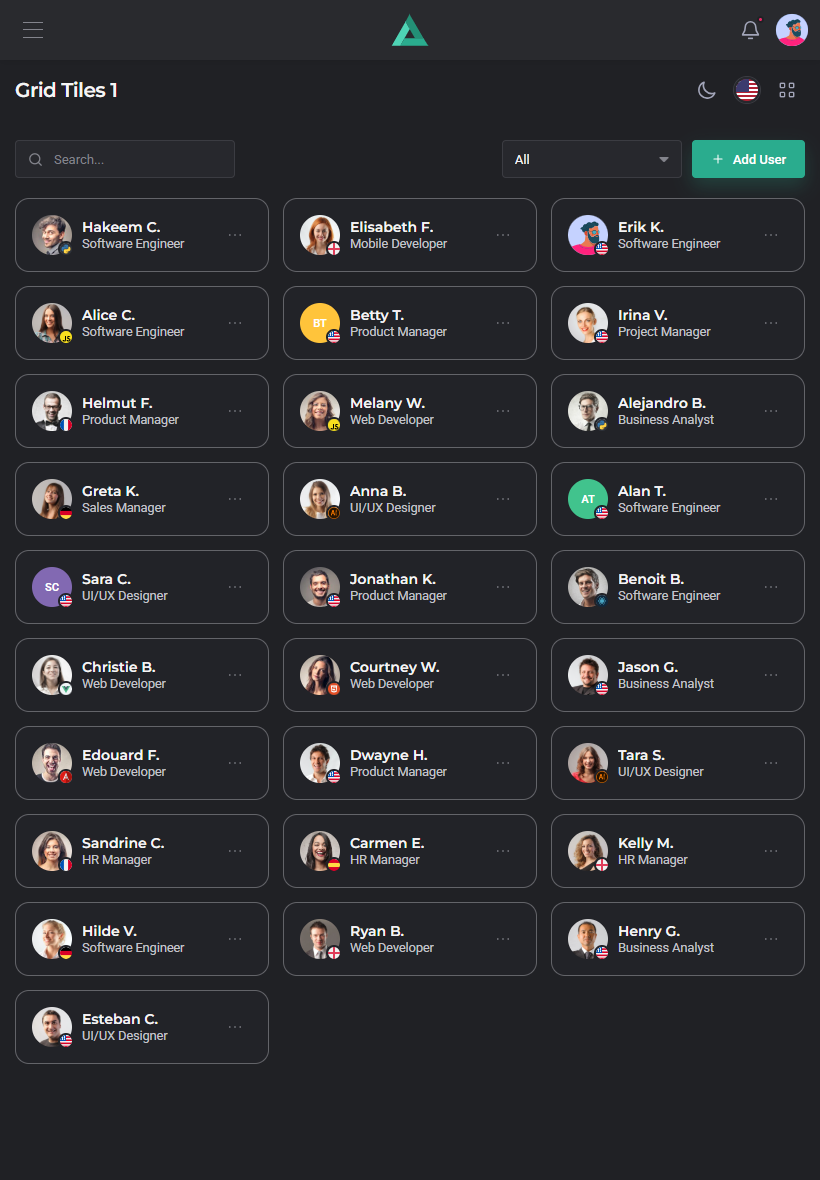 Grid Tiles 1
Search...
All
+ Add User
Hakeem C.
Software Engineer
Elisabeth F.
Mobile Developer
Erik K.
Software Engineer
Alice C.
Software Engineer
JS
BT
Betty T.
Product Manager
Irina V.
Project Manager
Helmut F.
Product Manager
Melany W.
Web Developer
JS
Alejandro B.
Business Analyst
Greta K.
Sales Manager
Anna B.
UI/UX Designer
Ai
AT
Alan T.
Software Engineer
SC
Sara C.
UI/UX Designer
Jonathan K.
Product Manager
Benoit B.
Software Engineer
Christie B.
Web Developer
Courtney W.
Web Developer
Jason G.
Business Analyst
Edouard F.
Web Developer
Dwayne H.
Product Manager
Tara S.
UI/UX Designer
Ai
Sandrine C.
HR Manager
Carmen E.
HR Manager
Kelly M.
HR Manager
Hilde V.
Software Engineer
Ryan B.
Web Developer
Henry G.
Business Analyst
Esteban C.
UI/UX Designer